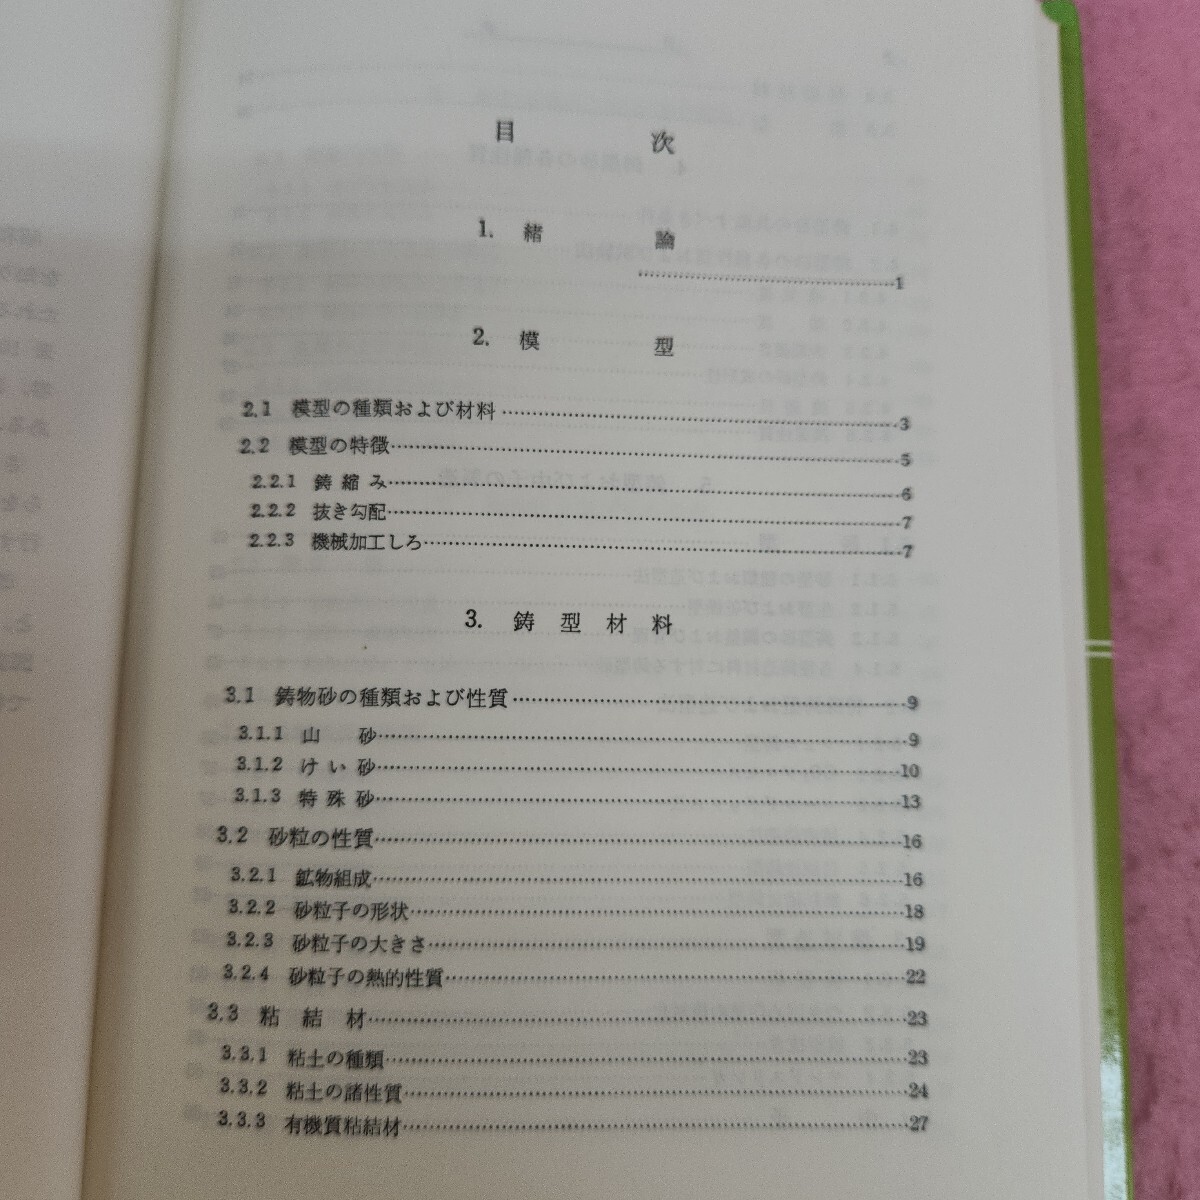 目次
1. 緒論
……1
2. 模型
2.1 模型の種類および材料……3
2.2 模型の特徴……5
2.2.1 鋳縮み……6
2.2.2 抜き勾配……7
2.2.3 機械加工しろ……7
3. 鋳型材料
3.1 鋳物砂の種類および性質……9
3.1.1 山砂……9
3.1.2 けい砂……10
3.1.3 特殊砂……13
3.2 砂粒の性質……16
3.2.1 鉱物組成……16
3.2.2 砂粒子の形状……18
3.2.3 砂粒子の大きさ……19
3.2.4 砂粒子の熱的性質……22
3.3 粘結材……23
3.3.1 粘土の種類……23
3.3.2 粘土の諸性質……24
3.3.3 有機質粘結材……27